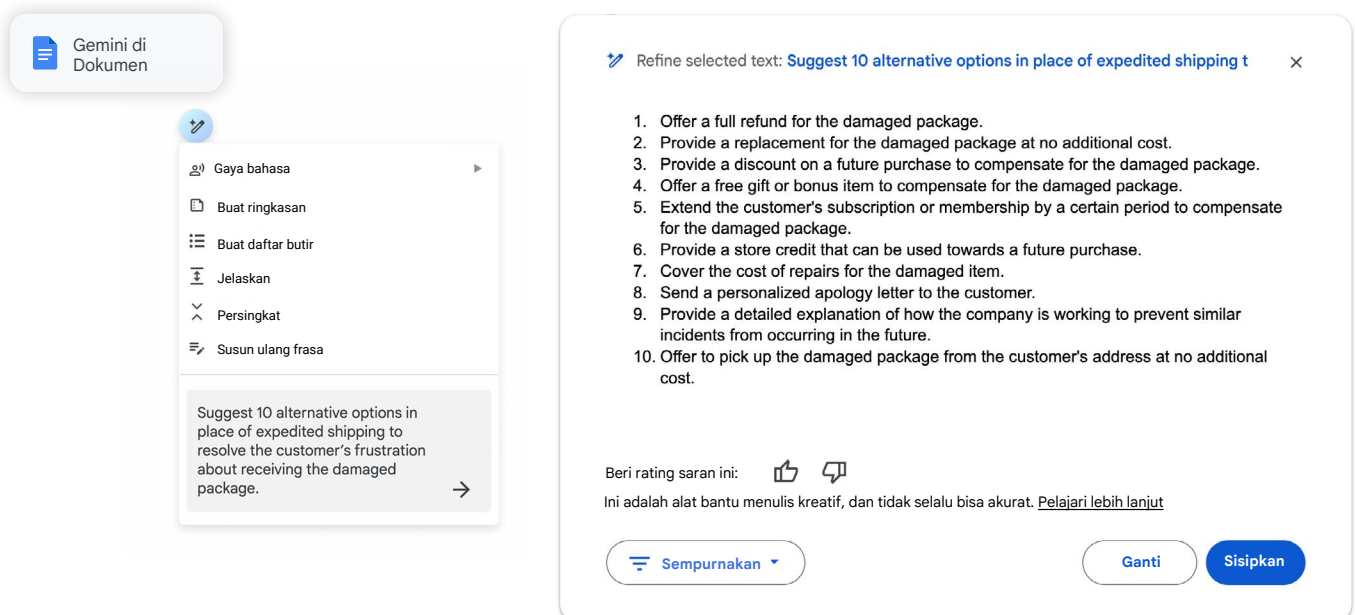 Gemini di
Dokumen
Gaya bahasa
Buat ringkasan
Buat daftar butir
Jelaskan
Persingkat
Susun ulang frasa
Suggest 10 alternative options in
place of expedited shipping to
resolve the customer's frustration
about receiving the damaged
package.
Refine selected text: Suggest 10 alternative options in place of expedited shipping t
1. Offer a full refund for the damaged package.
2. Provide a replacement for the damaged package at no additional cost.
3. Provide a discount on a future purchase to compensate for the damaged package.
4. Offer a free gift or bonus item to compensate for the damaged package.
5. Extend the customer's subscription or membership by a certain period to compensate
for the damaged package.
6. Provide a store credit that can be used towards a future purchase.
7. Cover the cost of repairs for the damaged item.
8. Send a personalized apology letter to the customer.
9. Provide a detailed explanation of how the company is working to prevent similar
incidents from occurring in the future.
10. Offer to pick up the damaged package from the customer's address at no additional
cost.
Beri rating saran ini:
Ini adalah alat bantu menulis kreatif, dan tidak selalu bisa akurat. Pelajari lebih lanjut
Sempurnakan
Ganti
Sisipkan